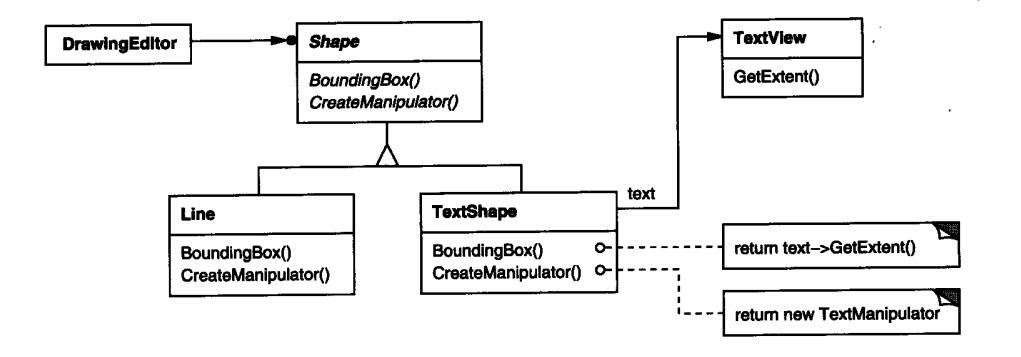 DrawingEditor
Shape
BoundingBox()
CreateManipulator()
TextView
GetExtent()
Line
BoundingBox()
CreateManipulator()
TextShape
BoundingBox()
CreateManipulator()
text
return text->GetExtent()
return new TextManipulator